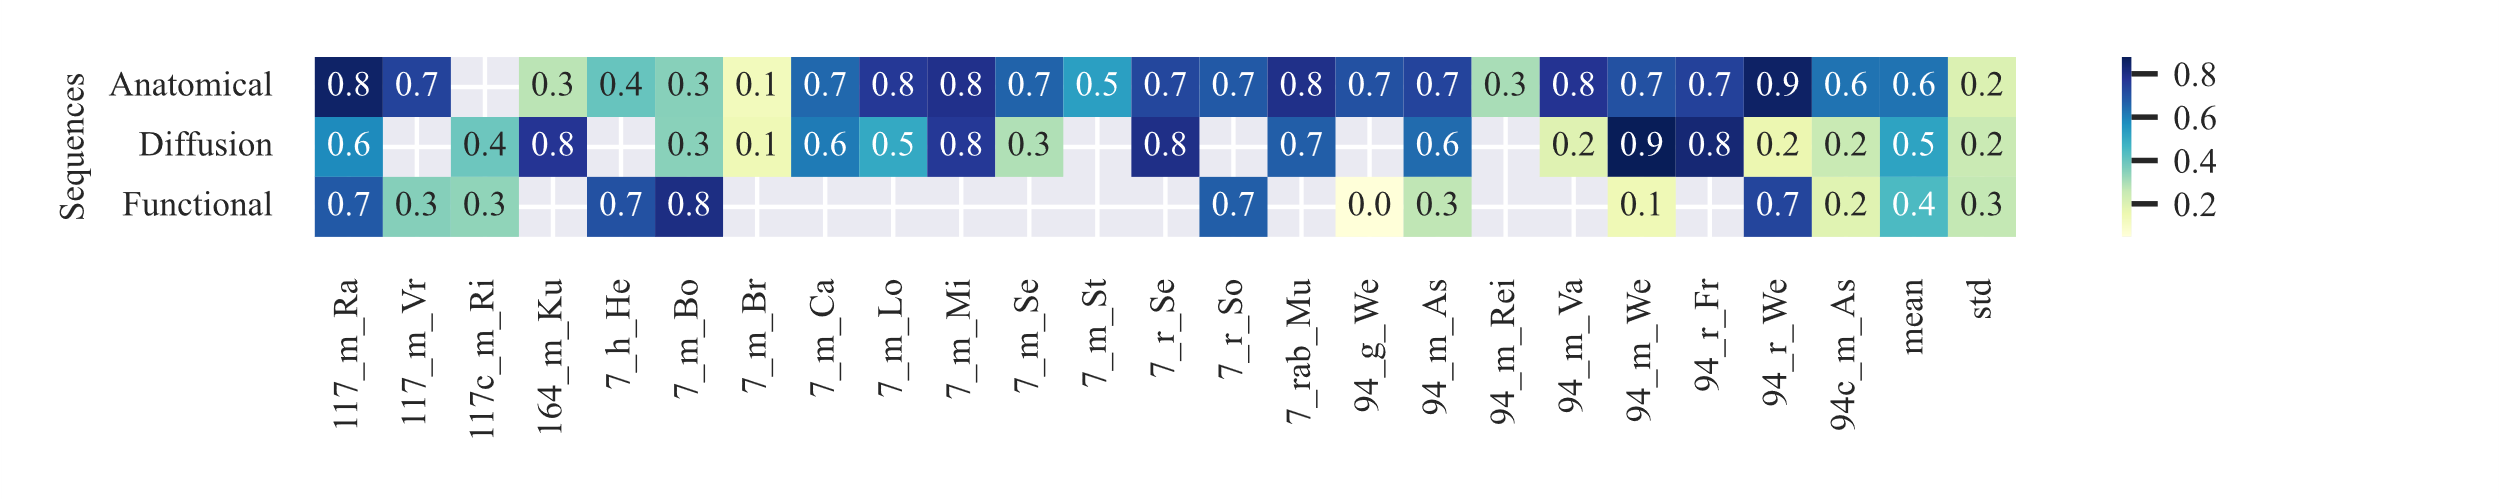 Sequences
Anatomical 0.8 0.7 0.3 0.4 0.3 0.1 0.7 0.8 0.8 0.7 0.5 0.7 0.7 0.8 0.7 0.7 0.3 0.8 0.7 0.7 0.9 0.6 0.6 0.2
Diffusion 0.6 0.4 0.8 0.3 0.1 0.6 0.5 0.8 0.3 0.8 0.7 0.6 0.2 0.9 0.8 0.2 0.2 0.5 0.2
Functional 0.7 0.3 0.3 0.7 0.8 0.7 0.0 0.3 0.1 0.7 0.2 0.4 0.3
117_m_Ra
117_m_Vr
117c_m_Ri
164_m_Ku
7_h_He
7_m_Bo
7_m_Br
7_m_Ca
7_m_Lo
7_m_Mi
7_m_Se
7_m_St
7_r_Se
7_r_So
7_rab_Mu
94_g_We
94_m_As
94_m_Rei
94_m_Va
94_m_We
94_r_Fr
94_r_We
94c_m_As
mean
std
0.8
0.6
0.4
0.2